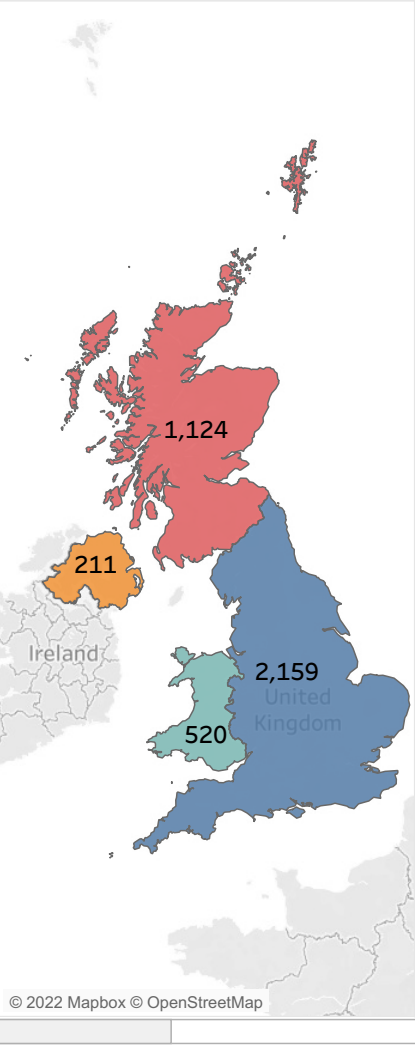 1,124
211
Ireland
2,159
United
Kingdom
520
© 2022 Mapbox © OpenStreetMap